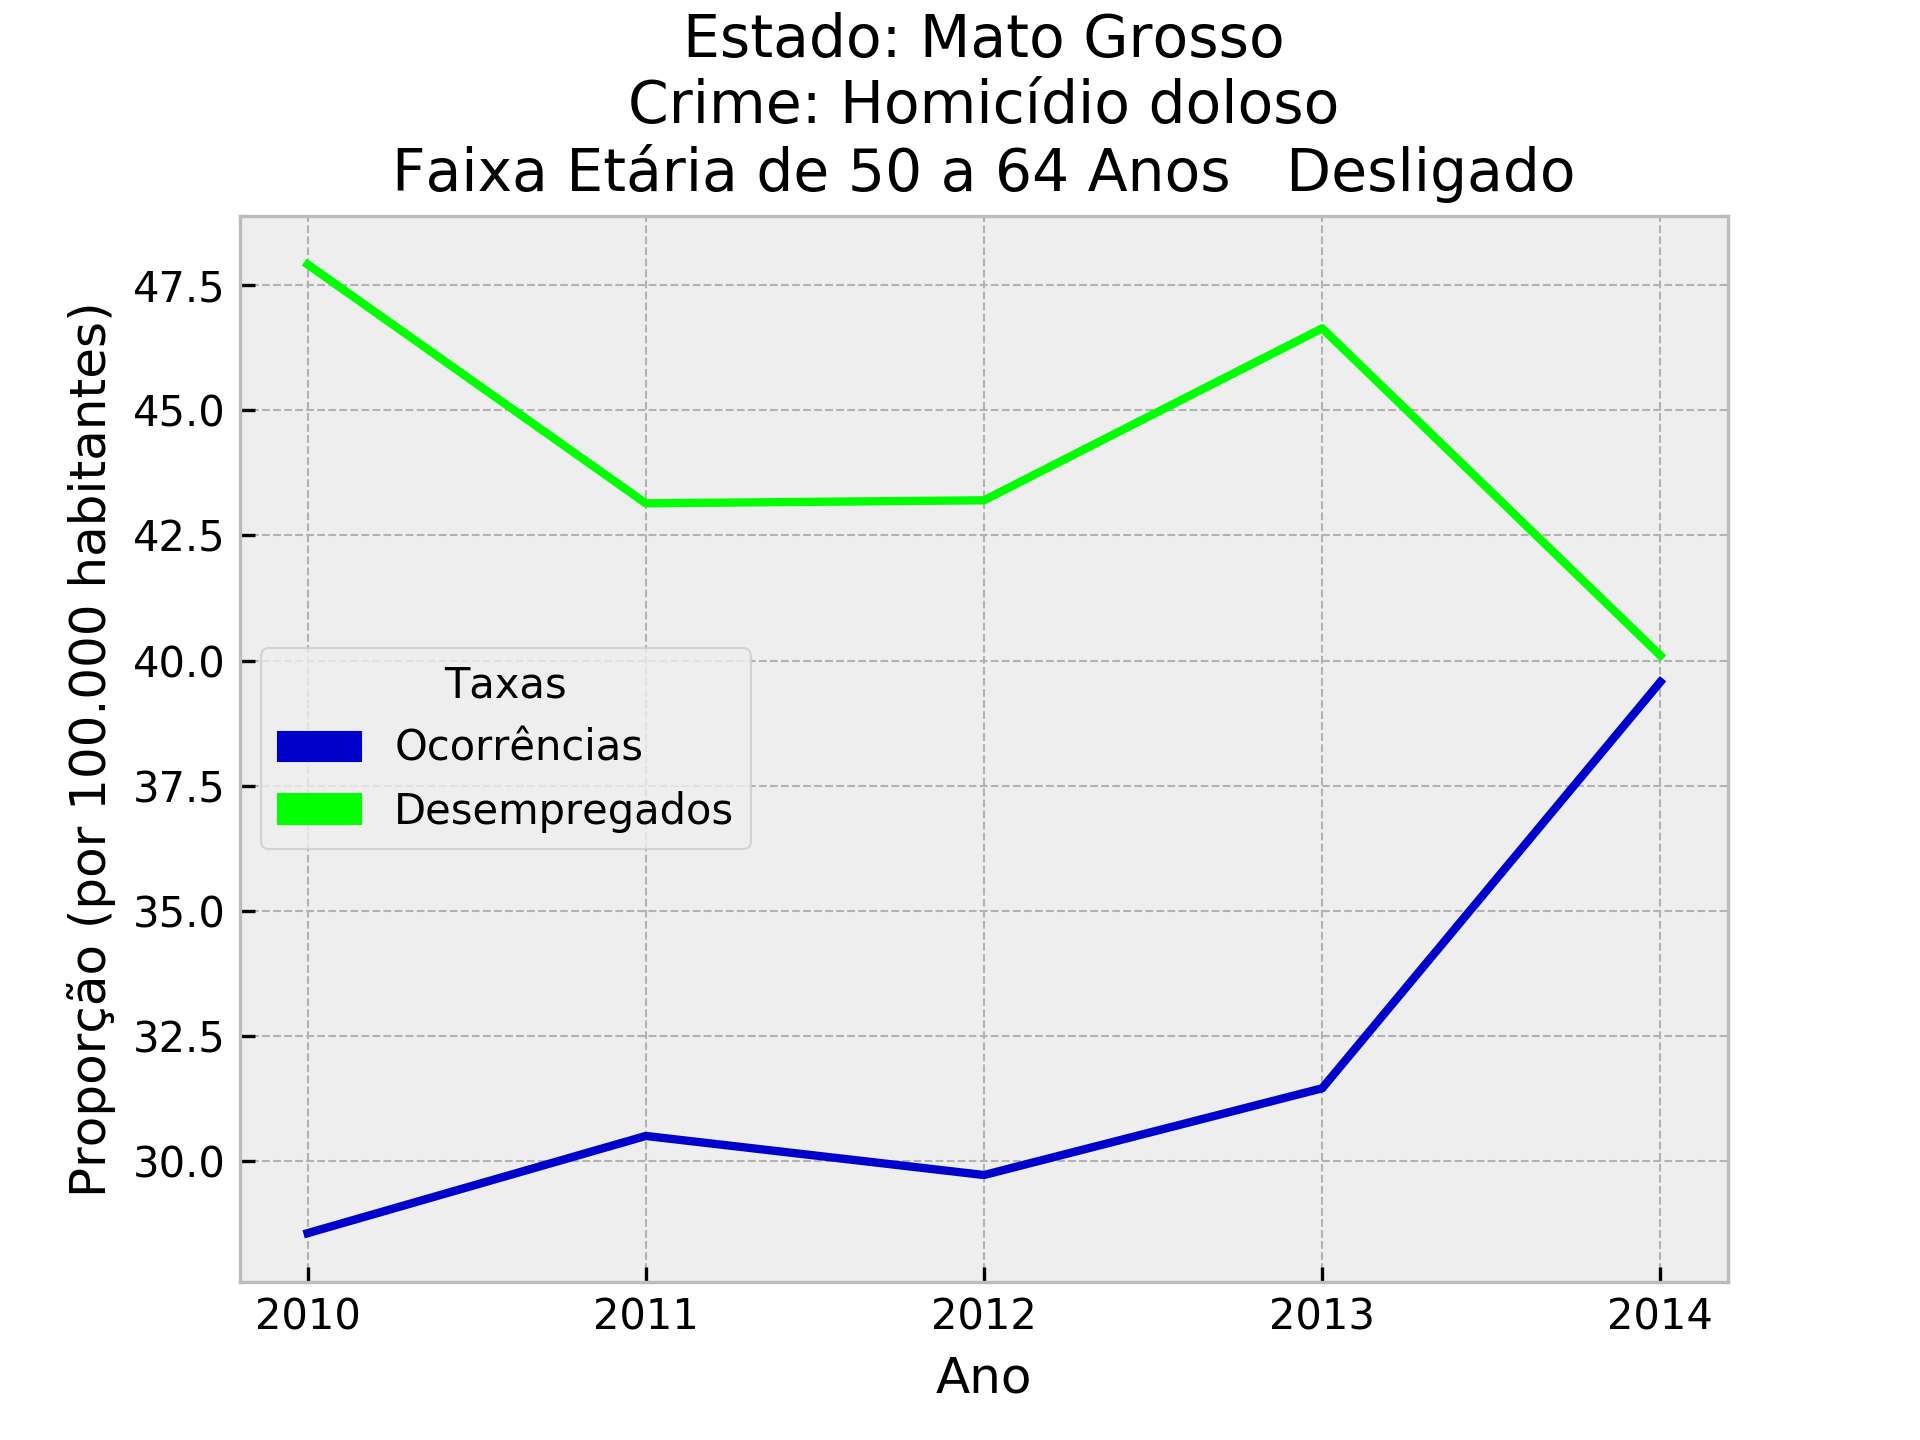 Estado: Mato Grosso
Crime: Homicídio doloso
Faixa Etária de 50 a 64 Anos   Desligado
Proporção (por 100.000 habitantes)
47.5
45.0
42.5
40.0
37.5
35.0
32.5
30.0
Taxas
Ocorrências
Desempregados
2010 2011 2012 2013 2014
Ano